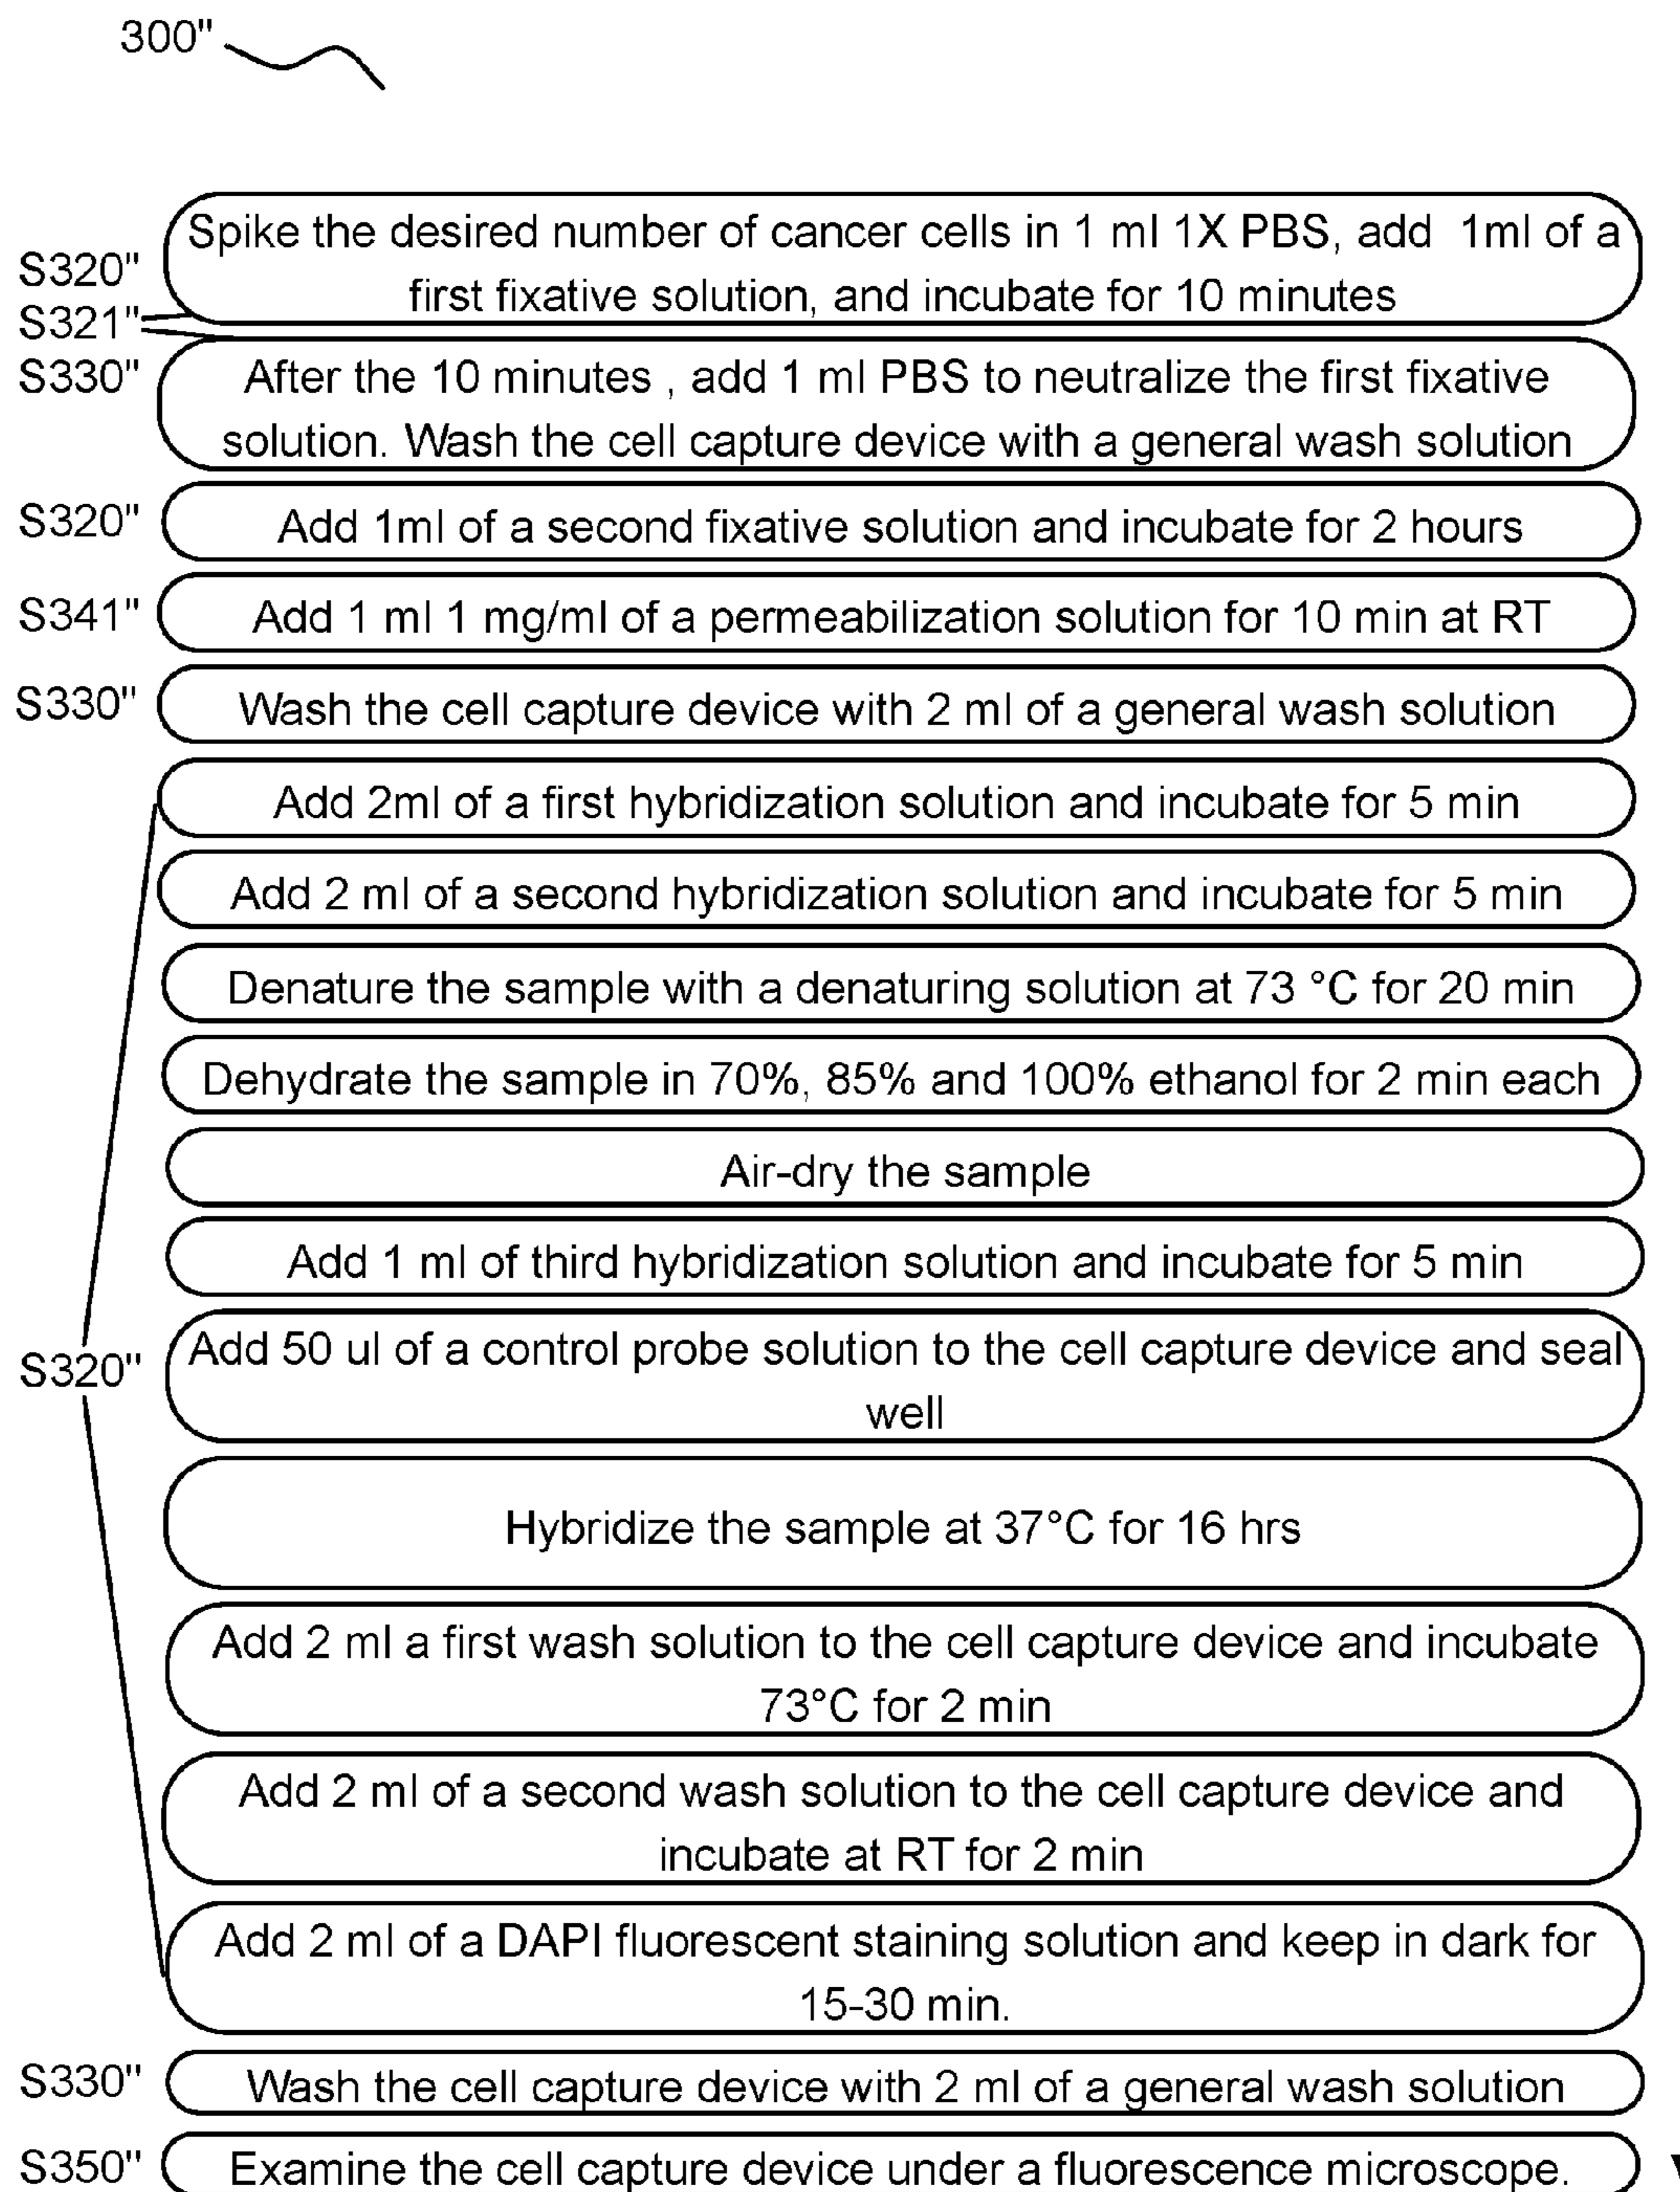 300"
S320"
Spike the desired number of cancer cells in 1 ml 1X PBS, add  1ml of a
first fixative solution, and incubate for 10 minutes
S321"
S330"
After the 10 minutes , add 1 ml PBS to neutralize the first fixative
solution. Wash the cell capture device with a general wash solution
S320"
Add 1ml of a second fixative solution and incubate for 2 hours
S341"
Add 1 ml 1 mg/ml of a permeabilization solution for 10 min at RT
S330"
Wash the cell capture device with 2 ml of a general wash solution
Add 2ml of a first hybridization solution and incubate for 5 min
Add 2 ml of a second hybridization solution and incubate for 5 min
Denature the sample with a denaturing solution at 73 °C for 20 min
Dehydrate the sample in 70%, 85% and 100% ethanol for 2 min each
Air-dry the sample
Add 1 ml of third hybridization solution and incubate for 5 min
S320"
Add 50 ul of a control probe solution to the cell capture device and seal
well
Hybridize the sample at 37°C for 16 hrs
Add 2 ml a first wash solution to the cell capture device and incubate
73°C for 2 min
Add 2 ml of a second wash solution to the cell capture device and
incubate at RT for 2 min
Add 2 ml of a DAPI fluorescent staining solution and keep in dark for
15-30 min.
S330"
Wash the cell capture device with 2 ml of a general wash solution
S350"
Examine the cell capture device under a fluorescence microscope.